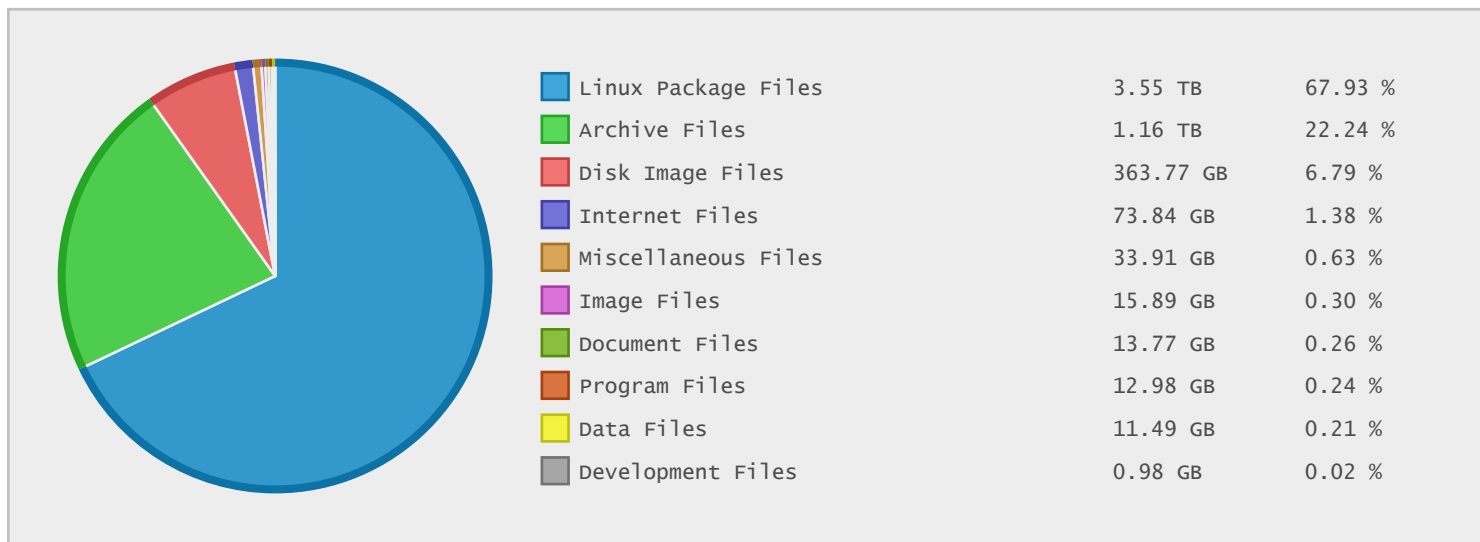 Linux Package Files 3.55 TB 67.93 %
Archive Files 1.16 TB 22.24 %
Disk Image Files 363.77 GB 6.79 %
Internet Files 73.84 GB 1.38 %
Miscellaneous Files 33.91 GB 0.63 %
Image Files 15.89 GB 0.30 %
Document Files 13.77 GB 0.26 %
Program Files 12.98 GB 0.24 %
Data Files 11.49 GB 0.21 %
Development Files 0.98 GB 0.02 %